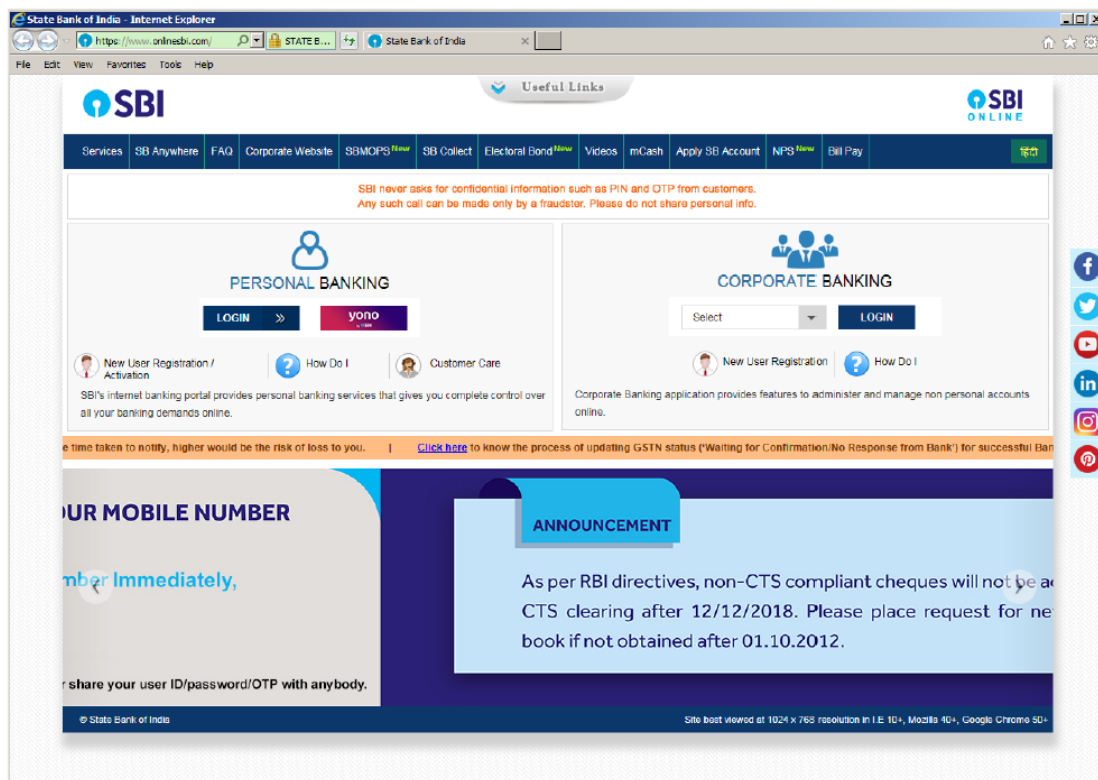 State Bank of India - Internet Explorer
https://www.onlinesbi.com/ STATE B... State Bank of India
File Edit View Favorites Tools Help
Useful Links
SBI
SBI
ONLINE
Services SB Anywhere FAQ Corporate Website SBMOPS New SB Collect Electoral Bond New Videos mCash Apply SB Account NPS New Bill Pay हिंदी
SBI never asks for confidential information such as PIN and OTP from customers.
Any such call can be made only by a fraudster. Please do not share personal info.
PERSONAL BANKING
LOGIN »
yono
New User Registration /
Activation
How Do I
Customer Care
SBI's internet banking portal provides personal banking services that gives you complete control over
all your banking demands online.
CORPORATE BANKING
Select
LOGIN
New User Registration
How Do I
Corporate Banking application provides features to administer and manage non personal accounts
online.
e time taken to notify, higher would be the risk of loss to you. | Click here to know the process of updating GSTN status ('Waiting for Confirmation/No Response from Bank') for successful Ban
OUR MOBILE NUMBER
mber Immediately,
r share your user ID/password/OTP with anybody.
ANNOUNCEMENT
As per RBI directives, non-CTS compliant cheques will not be a
CTS clearing after 12/12/2018. Please place request for ne
book if not obtained after 01.10.2012.
© State Bank of India
Site best viewed at 1024 x 768 resolution in I.E 10+, Mozilla 40+, Google Chrome 50+